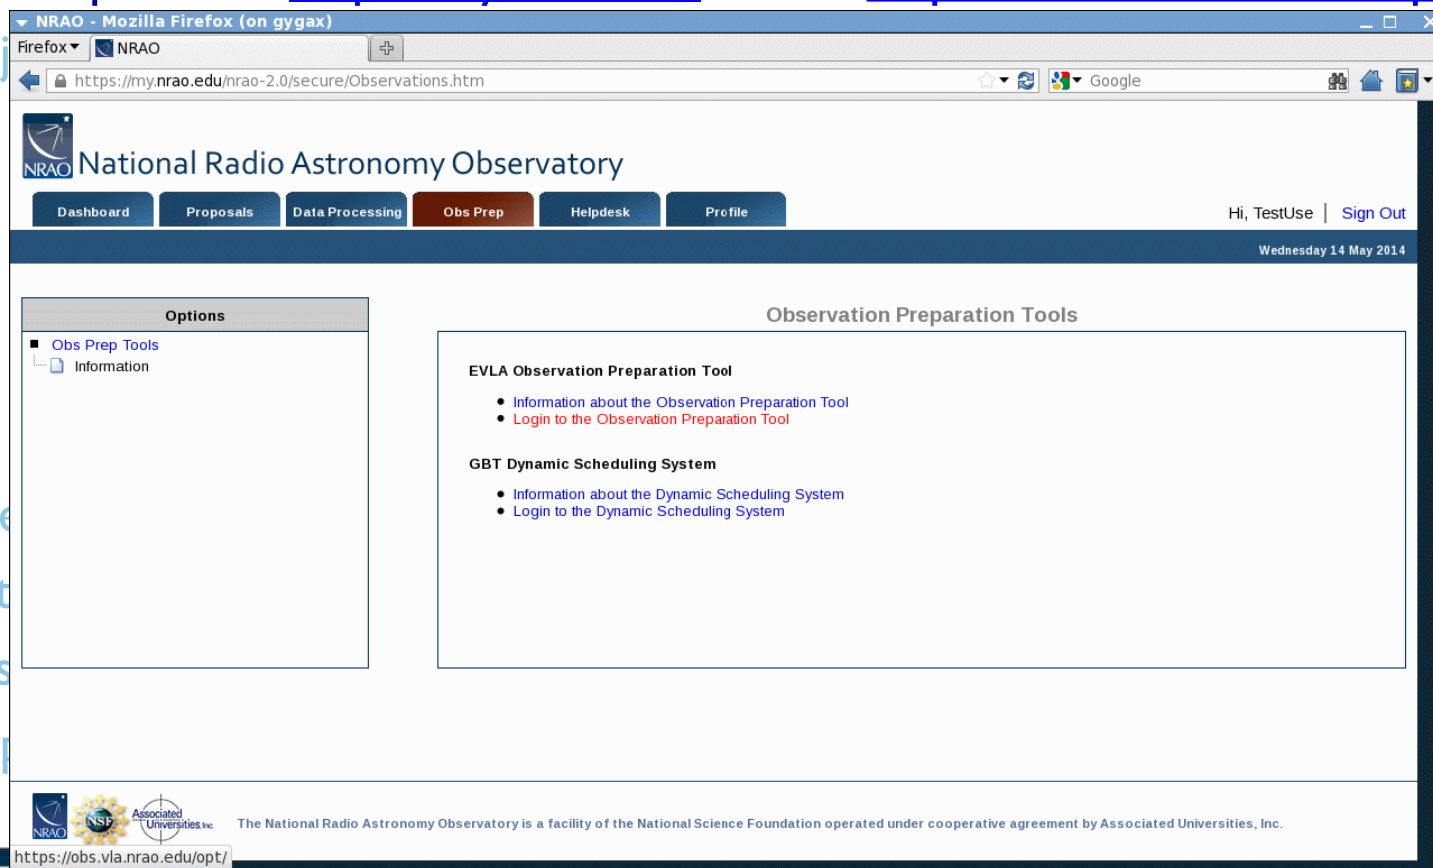 NRAO - Mozilla Firefox (on gygax)
Firefox NRAO
https://my.nrao.edu/nrao-2.0/secure/Observations.htm Google
NRAO National Radio Astronomy Observatory
Dashboard Proposals Data Processing Obs Prep Helpdesk Profile
Hi, TestUse | Sign Out
Wednesday 14 May 2014
Options
Obs Prep Tools
Information
Observation Preparation Tools
EVLA Observation Preparation Tool
• Information about the Observation Preparation Tool
• Login to the Observation Preparation Tool
GBT Dynamic Scheduling System
• Information about the Dynamic Scheduling System
• Login to the Dynamic Scheduling System
NRAO NSF Associated Universities, Inc.
The National Radio Astronomy Observatory is a facility of the National Science Foundation operated under cooperative agreement by Associated Universities, Inc.
https://obs.vla.nrao.edu/opt/